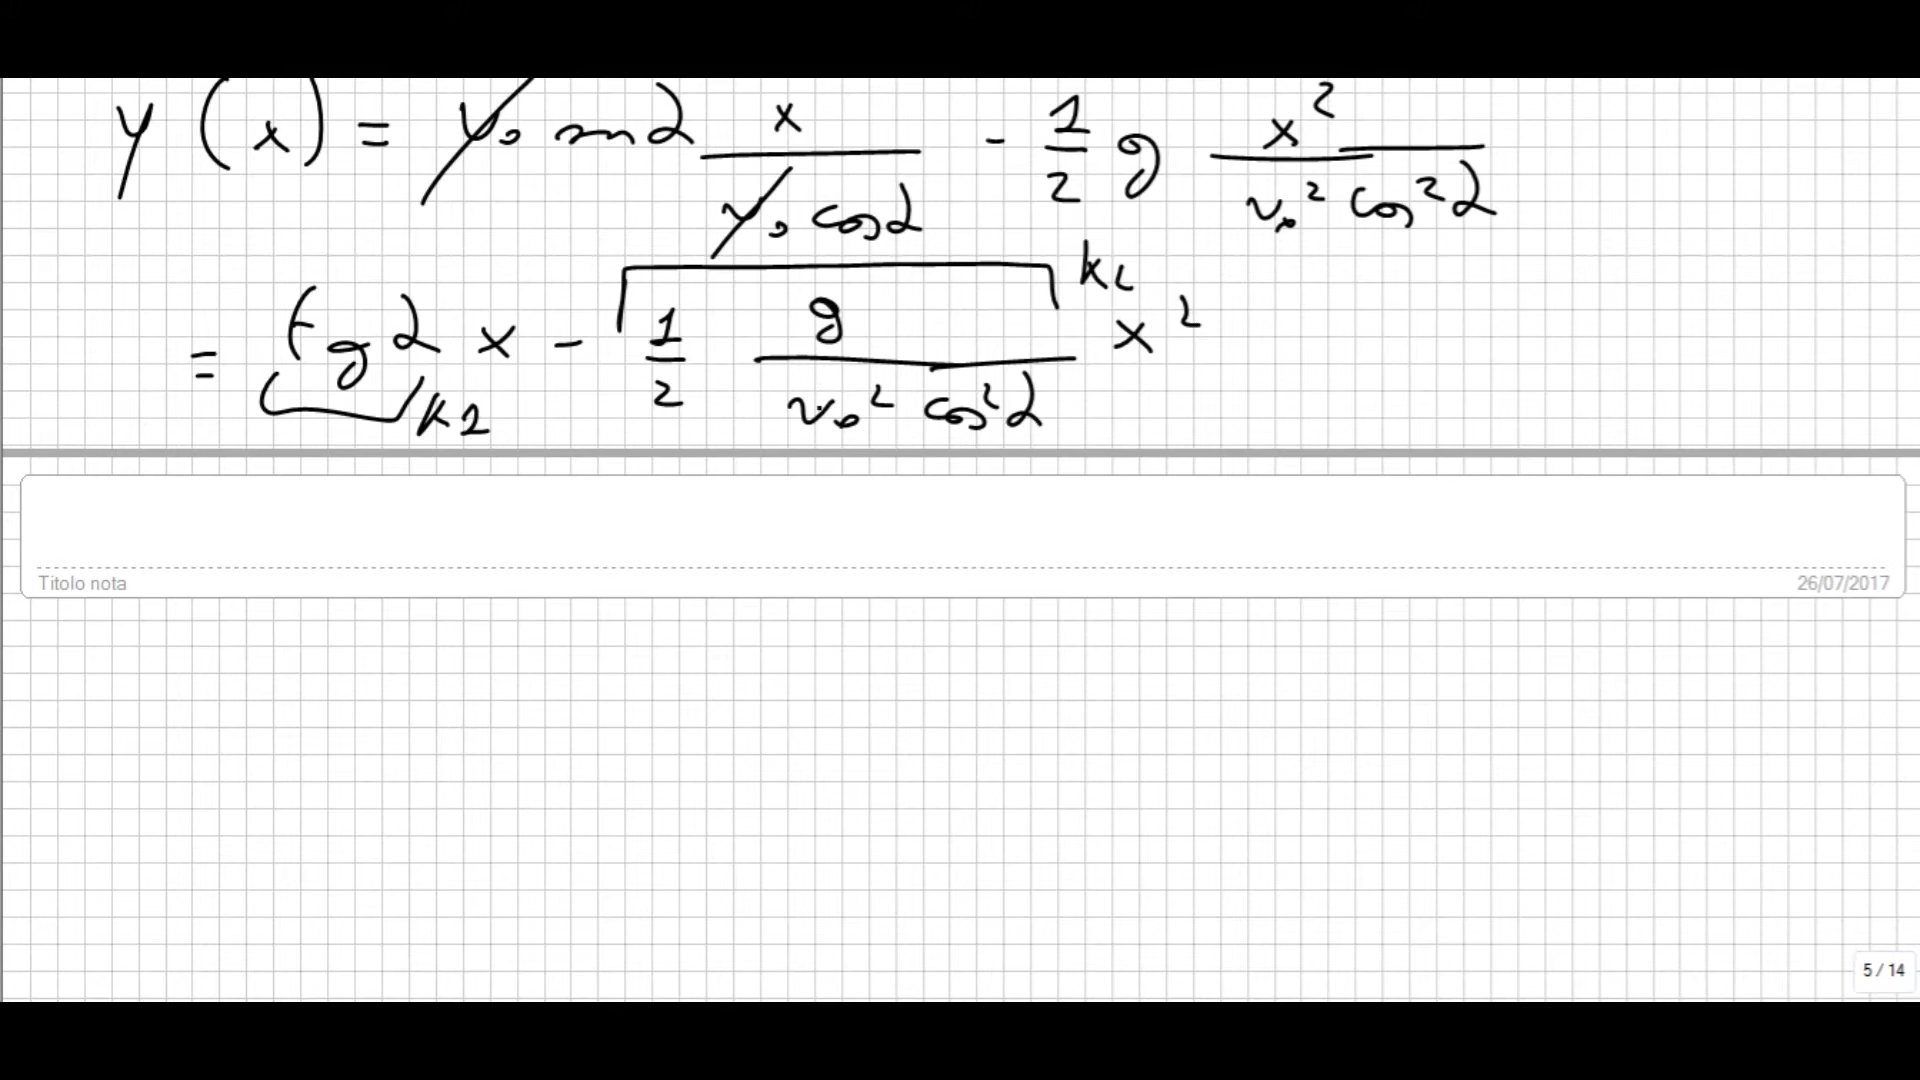 y (x) = v₀ sen α x / v₀ cos α - 1/2 g x² / v₀² cos² α
= tg α x - 1/2 g / v₀² cos² α x²
k1
k2
Titolo nota
26/07/2017
5 / 14